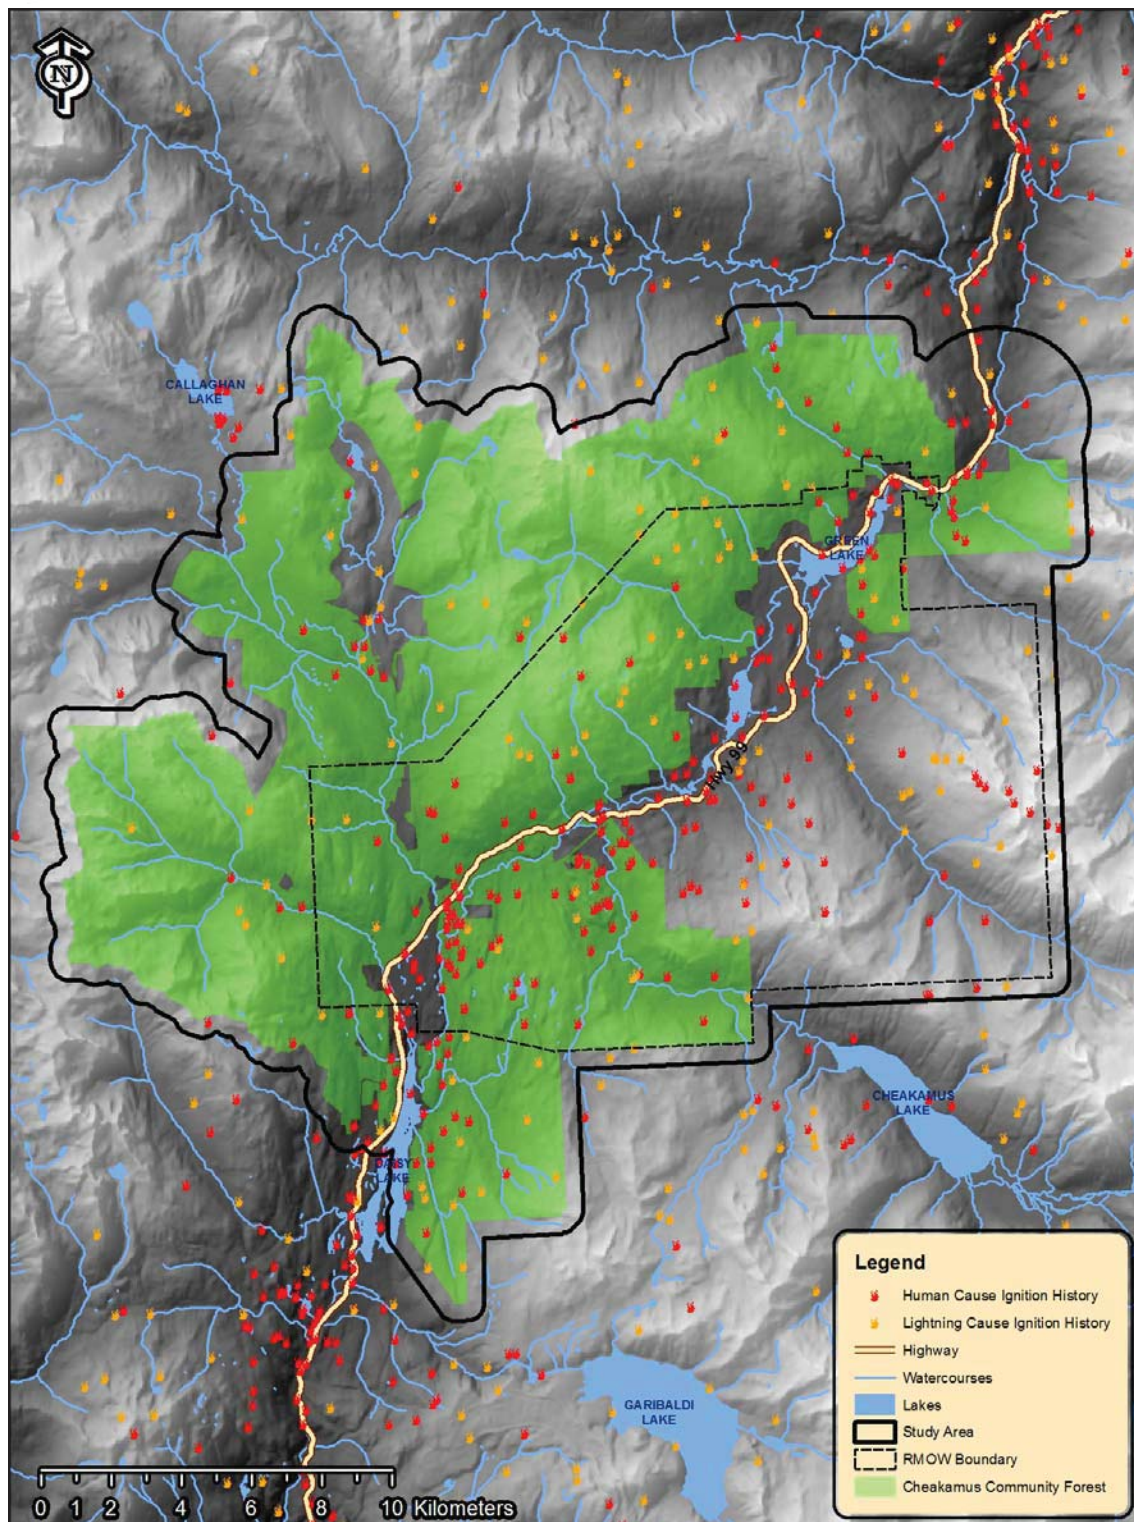 N
CALLAGHAN
LAKE
GREEN
LAKE
Hwy 99
CHEAKAMUS
LAKE
DAISY
LAKE
GARIBALDI
LAKE
Legend
Human Cause Ignition History
Lightning Cause Ignition History
Highway
Watercourses
Lakes
Study Area
RMOW Boundary
Cheakamus Community Forest
0 1 2 4 6 8 10 Kilometers